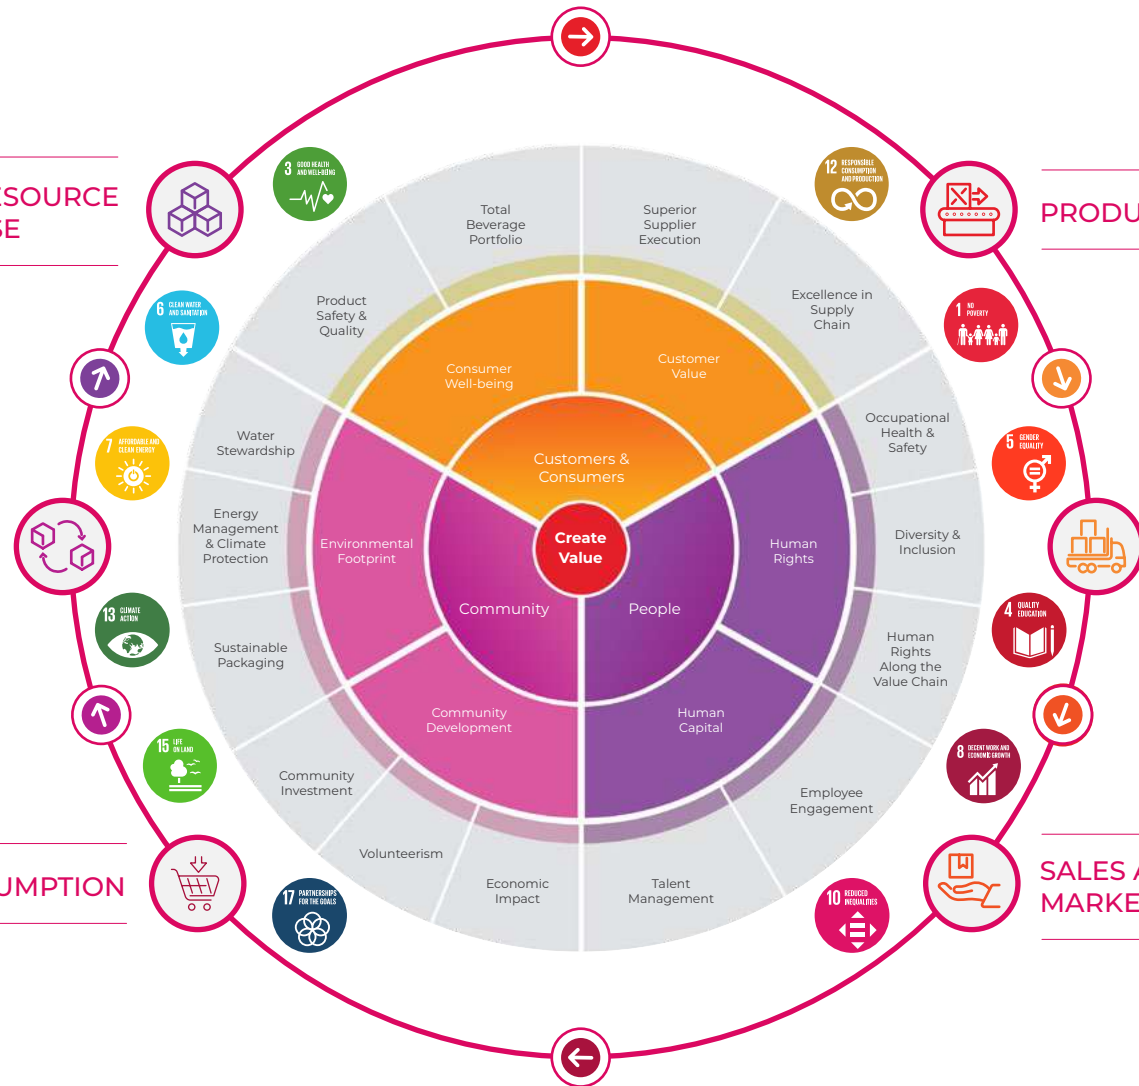 3 GOOD HEALTH
AND WELL-BEING
12 RESPONSIBLE
CONSUMPTION
AND PRODUCTION
ESOURCE
SE
PRODU
Total
Beverage
Portfolio
Superior
Supplier
Execution
Product
Safety &
Quality
Excellence in
Supply
Chain
6 CLEAN WATER
AND SANITATION
1 NO
POVERTY
Consumer
Well-being
Customer
Value
Water
Stewardship
Occupational
Health &
Safety
7 AFFORDABLE AND
CLEAN ENERGY
5 GENDER
EQUALITY
Customers &
Consumers
Energy
Management
& Climate
Protection
Environmental
Footprint
Create
Value
Human
Rights
Diversity &
Inclusion
Community
People
13 CLIMATE
ACTION
4 QUALITY
EDUCATION
Sustainable
Packaging
Human
Rights
Along the
Value Chain
Community
Development
Human
Capital
15 LIFE
ON LAND
8 DECENT WORK AND
ECONOMIC GROWTH
Community
Investment
Employee
Engagement
Volunteerism
Economic
Impact
Talent
Management
UMPTION
SALES A
MARKE
17 PARTNERSHIPS
FOR THE GOALS
10 REDUCED
INEQUALITIES